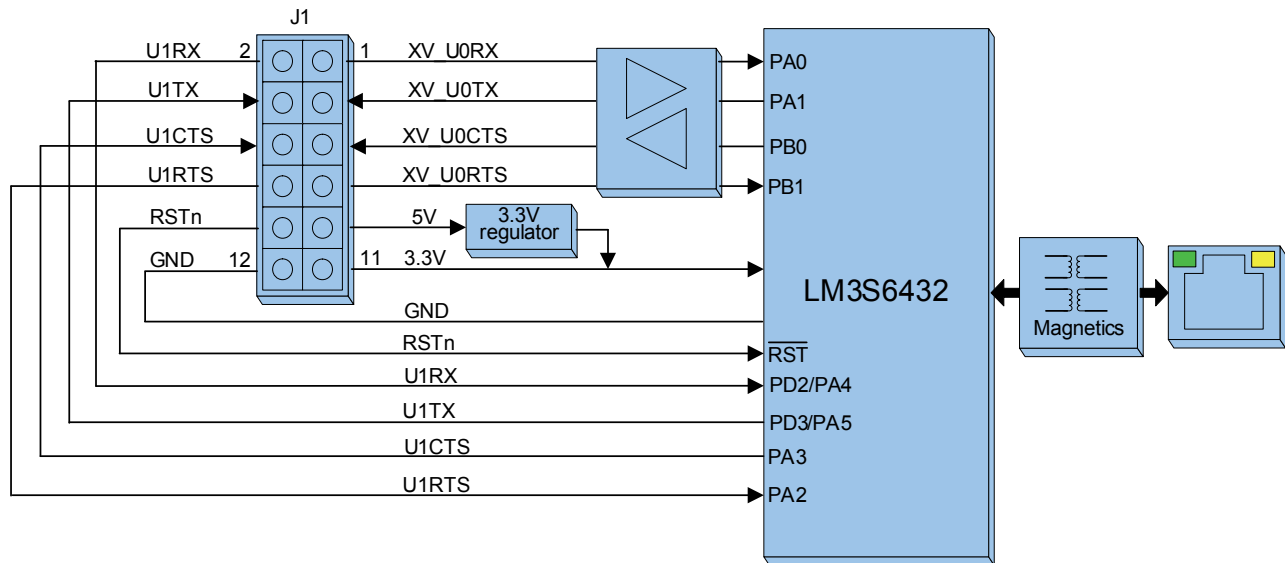 J1
U1RX 2 1 XV_U0RX PA0
U1TX XV_U0TX PA1
U1CTS XV_U0CTS PB0
U1RTS XV_U0RTS PB1
RSTn 5V 3.3V
regulator
GND 12 11 3.3V
LM3S6432
GND
Magnetics
RSTn RST
U1RX PD2/PA4
U1TX PD3/PA5
U1CTS PA3
U1RTS PA2